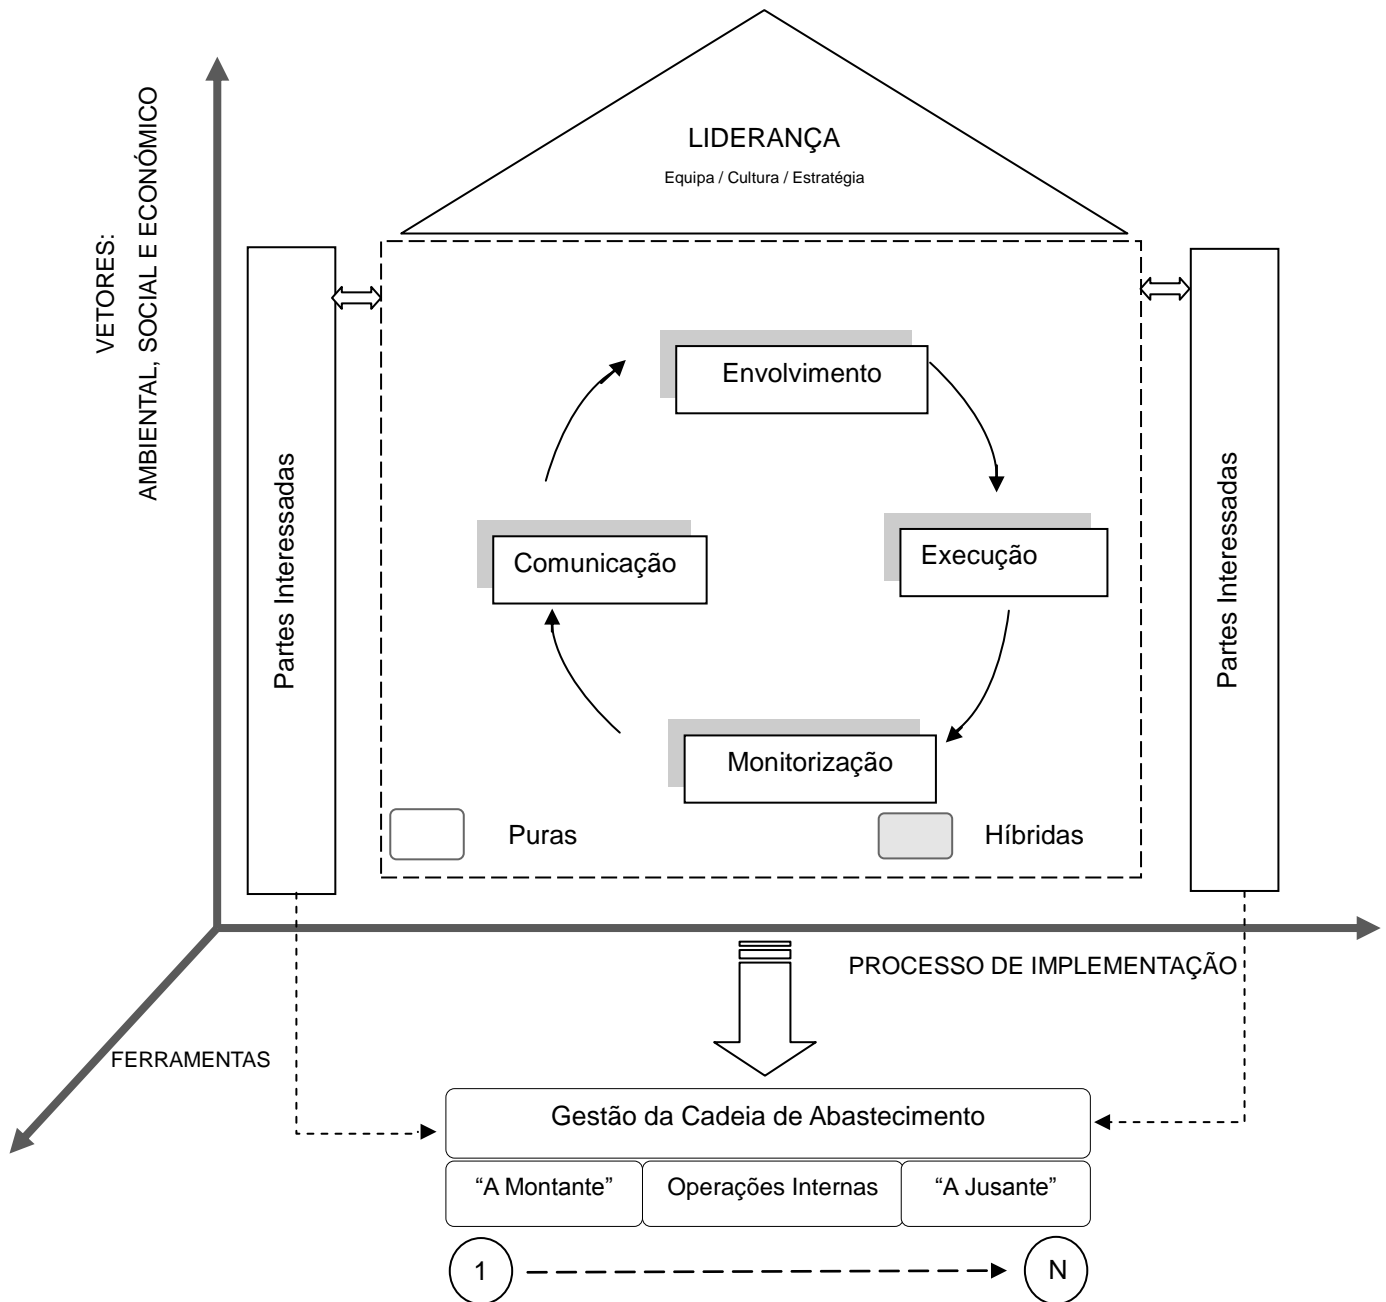 LIDERANÇA
Equipa / Cultura / Estratégia
VETORES:
AMBIENTAL, SOCIAL E ECONÓMICO
Partes Interessadas
Envolvimento
Comunicação
Execução
Monitorização
Puras
Híbridas
Partes Interessadas
PROCESSO DE IMPLEMENTAÇÃO
FERRAMENTAS
Gestão da Cadeia de Abastecimento
“A Montante”
Operações Internas
“A Jusante”
1
N